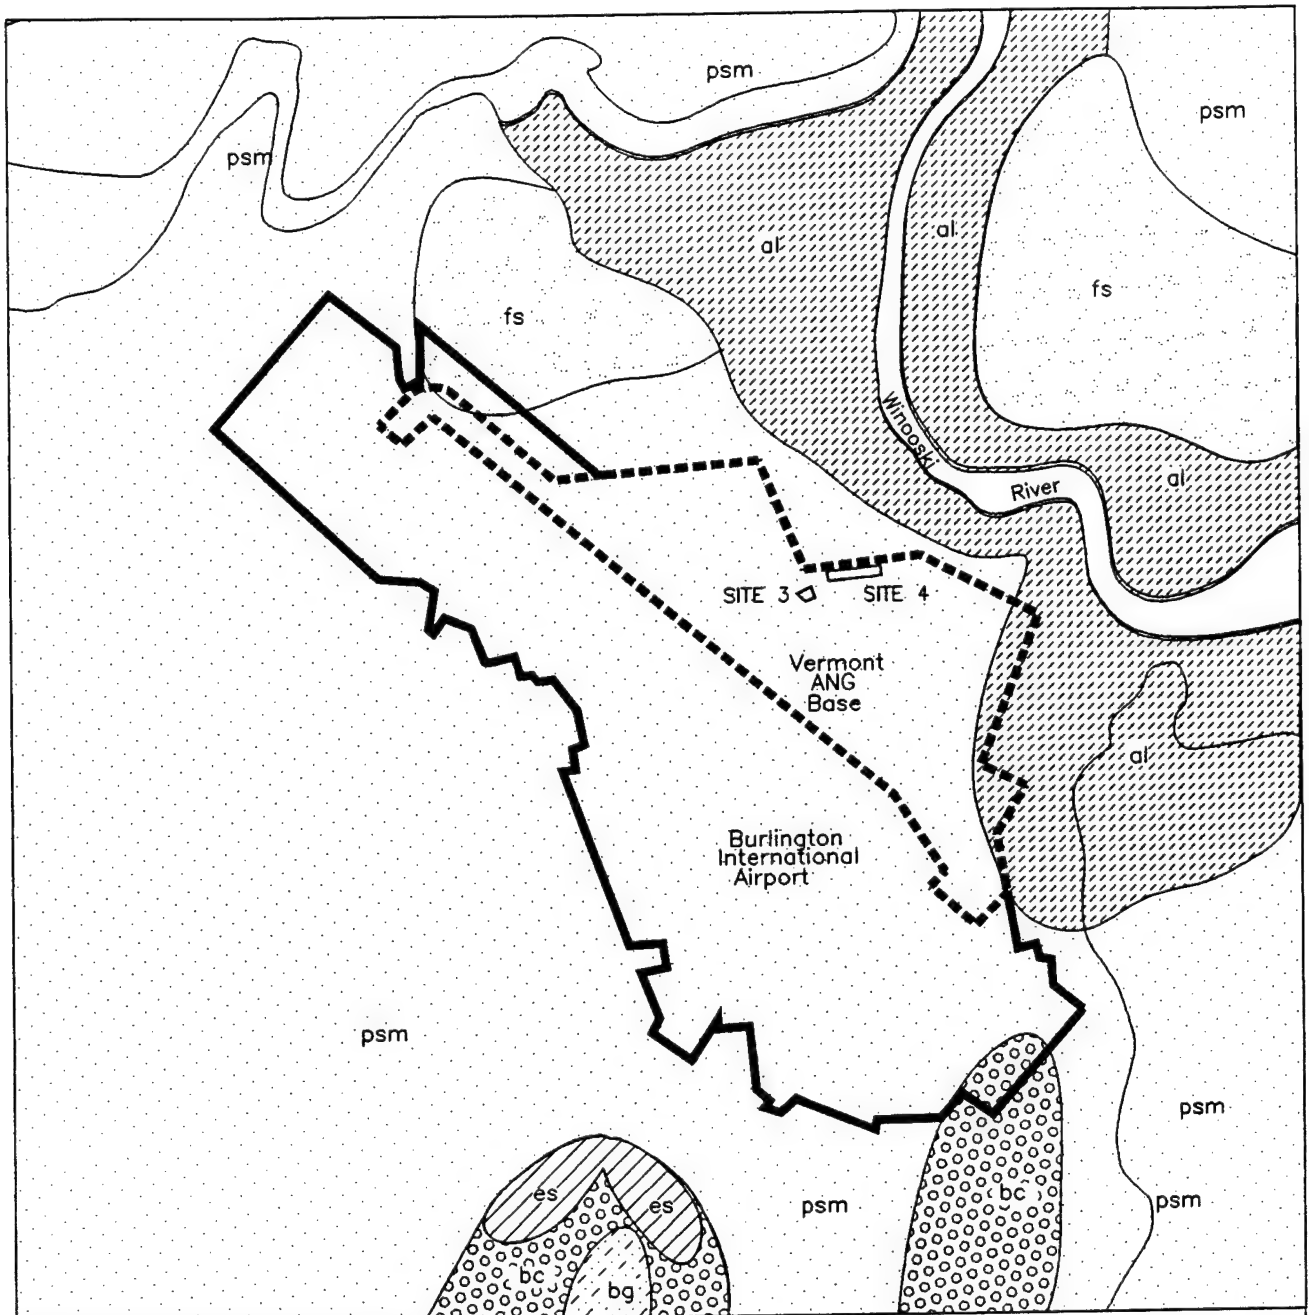 psm
psm
psm
al
al
fs
fs
Winooski
River
al
SITE 3
SITE 4
Vermont
ANG
Base
al
Burlington
International
Airport
psm
psm
es
es
psm
bc
psm
bc
bg